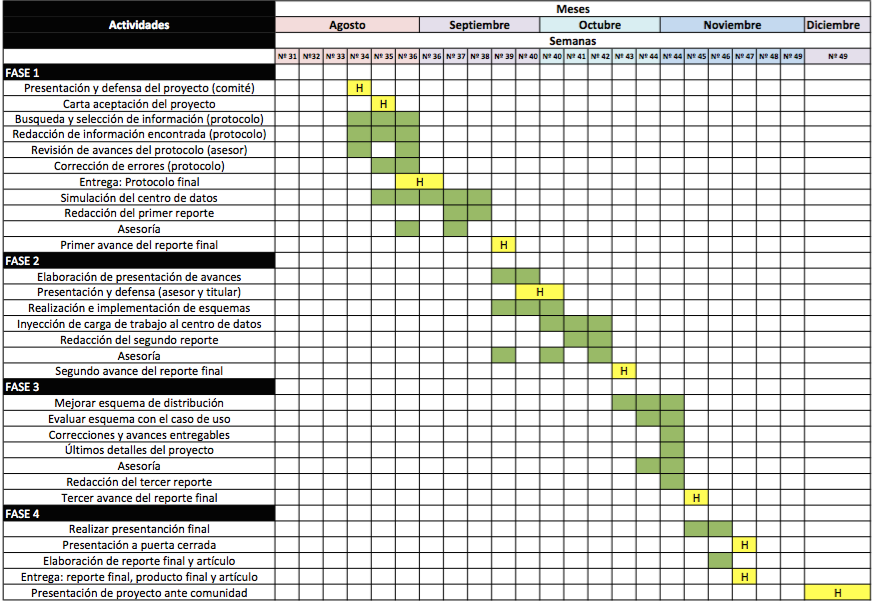 Meses
Actividades
Agosto Septiembre Octubre Noviembre Diciembre
Semanas
Nº 31 Nº32 Nº 33 Nº 34 Nº 35 Nº 36 Nº 36 Nº 37 Nº 38 Nº 39 Nº 40 Nº 40 Nº 41 Nº 42 Nº 43 Nº 44 Nº 44 Nº 45 Nº 46 Nº 47 Nº 48 Nº 49 Nº 49
FASE 1
Presentación y defensa del proyecto (comité) H
Carta aceptación del proyecto H
Busqueda y selección de información (protocolo)
Redacción de información encontrada (protocolo)
Revisión de avances del protocolo (asesor)
Corrección de errores (protocolo)
Entrega: Protocolo final H
Simulación del centro de datos
Redacción del primer reporte
Asesoría
Primer avance del reporte final H
FASE 2
Elaboración de presentación de avances
Presentación y defensa (asesor y titular) H
Realización e implementación de esquemas
Inyección de carga de trabajo al centro de datos
Redacción del segundo reporte
Asesoría
Segundo avance del reporte final H
FASE 3
Mejorar esquema de distribución
Evaluar esquema con el caso de uso
Correcciones y avances entregables
Últimos detalles del proyecto
Asesoría
Redacción del tercer reporte
Tercer avance del reporte final H
FASE 4
Realizar presentanción final
Presentación a puerta cerrada H
Elaboración de reporte final y artículo
Entrega: reporte final, producto final y artículo H
Presentación de proyecto ante comunidad H